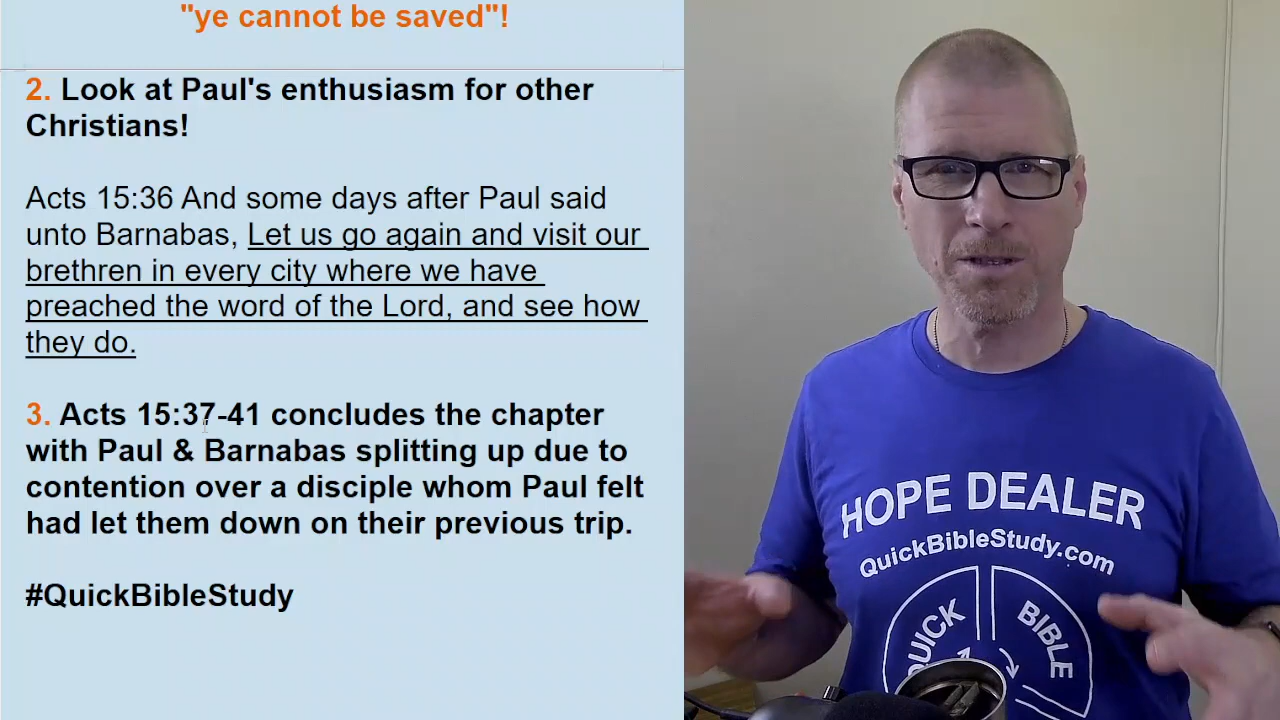 "ye cannot be saved"!
2. Look at Paul's enthusiasm for other
Christians!
Acts 15:36 And some days after Paul said
unto Barnabas, Let us go again and visit our
brethren in every city where we have
preached the word of the Lord, and see how
they do.
3. Acts 15:37-41 concludes the chapter
with Paul & Barnabas splitting up due to
contention over a disciple whom Paul felt
had let them down on their previous trip.
#QuickBibleStudy
HOPE DEALER
QuickBibleStudy.com
QUICK
BIBLE